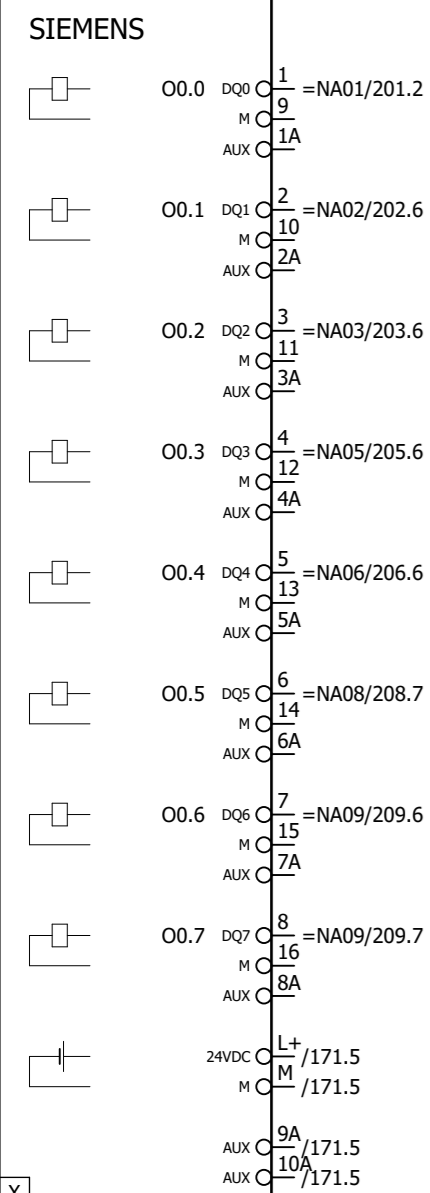 SIEMENS
O0.0 DQ0 1 =NA01/201.2
M 9
AUX 1A
O0.1 DQ1 2 =NA02/202.6
M 10
AUX 2A
O0.2 DQ2 3 =NA03/203.6
M 11
AUX 3A
O0.3 DQ3 4 =NA05/205.6
M 12
AUX 4A
O0.4 DQ4 5 =NA06/206.6
M 13
AUX 5A
O0.5 DQ5 6 =NA08/208.7
M 14
AUX 6A
O0.6 DQ6 7 =NA09/209.6
M 15
AUX 7A
O0.7 DQ7 8 =NA09/209.7
M 16
AUX 8A
24VDC L+ /171.5
M M /171.5
AUX 9A /171.5
AUX 10A /171.5
X